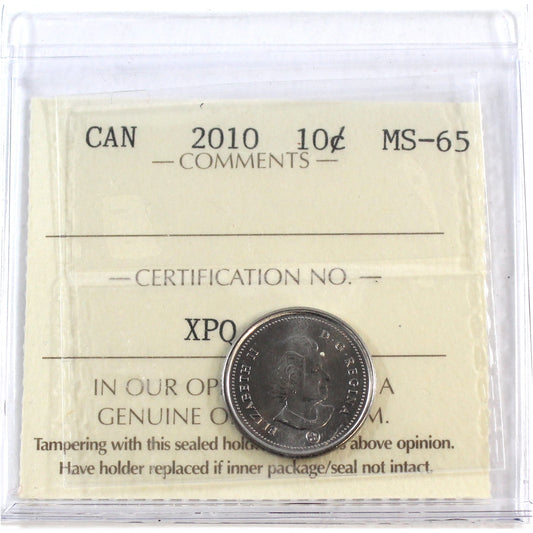 CAN 2010 10¢ MS-65
— COMMENTS —
— CERTIFICATION NO. —
XPQ
IN OUR OP A
GENUINE O M.
Tampering with this sealed hold s above opinion.
Have holder replaced if inner package/seal not intact.
ELIZABETH II D·G·REGINA